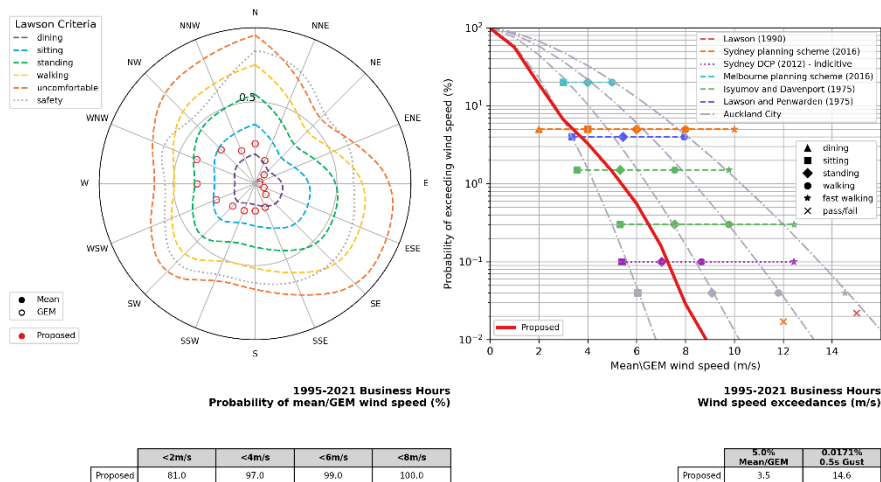 Lawson Criteria
dining
sitting
standing
walking
uncomfortable
safety
N
NNE
NE
ENE
E
ESE
SE
SSE
S
SSW
SW
WSW
W
WNW
NW
NNW
0.5
Mean
GEM
Proposed
1995-2021 Business Hours
Probability of mean/GEM wind speed (%)
<2m/s <4m/s <6m/s <8m/s
Proposed 81.0 97.0 99.0 100.0
Probability of exceeding wind speed (%)
10²
10¹
10⁰
10⁻¹
10⁻²
0 2 4 6 8 10 12 14
Mean\GEM wind speed (m/s)
Lawson (1990)
Sydney planning scheme (2016)
Sydney DCP (2012) - Indicitive
Melbourne planning scheme (2016)
Isyumov and Davenport (1975)
Lawson and Penwarden (1975)
Auckland City
dining
sitting
standing
walking
fast walking
pass/fail
Proposed
1995-2021 Business Hours
Wind speed exceedances (m/s)
5.0% 0.0171%
Mean/GEM 0.5s Gust
Proposed 3.5 14.6